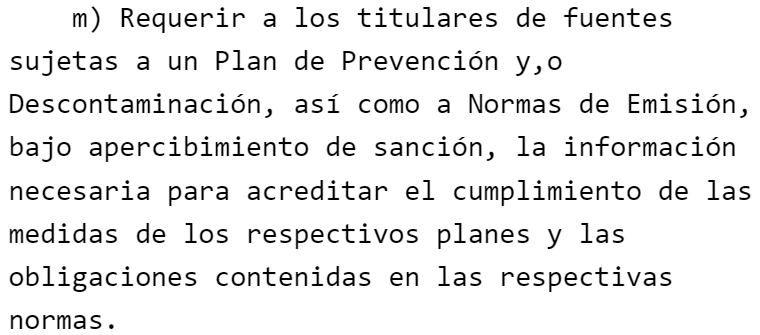 m) Requerir a los titulares de fuentes
sujetas a un Plan de Prevención y,o
Descontaminación, así como a Normas de Emisión,
bajo apercibimiento de sanción, la información
necesaria para acreditar el cumplimiento de las
medidas de los respectivos planes y las
obligaciones contenidas en las respectivas
normas.